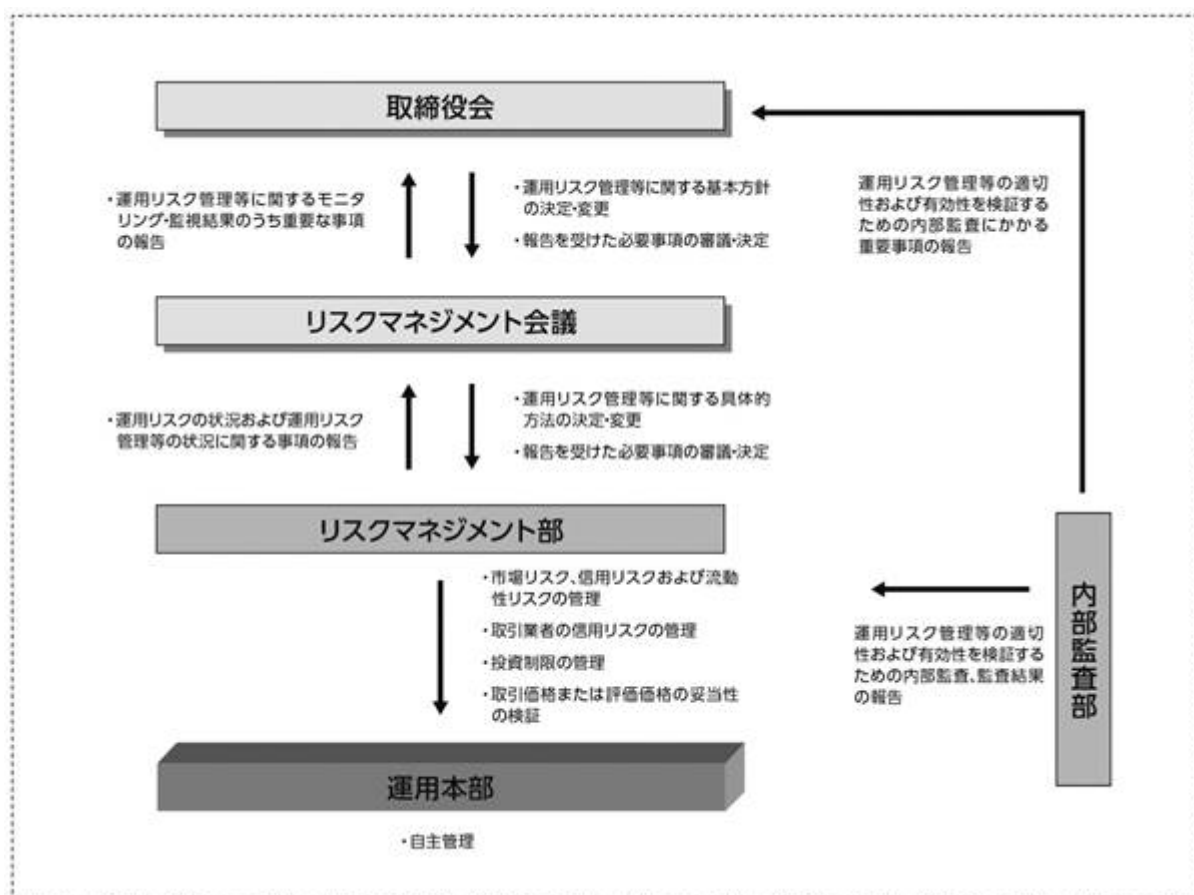 取締役会
・運用リスク管理等に関するモニタ
リング・監視結果のうち重要な事項
の報告
・運用リスク管理等に関する基本方針
の決定・変更
・報告を受けた必要事項の審議・決定
運用リスク管理等の適切
性および有効性を検証する
ための内部監査にかかる
重要事項の報告
リスクマネジメント会議
・運用リスクの状況および運用リスク
管理等の状況に関する事項の報告
・運用リスク管理等に関する具体的
方法の決定・変更
・報告を受けた必要事項の審議・決定
リスクマネジメント部
・市場リスク、信用リスクおよび流動
性リスクの管理
・取引業者の信用リスクの管理
・投資制限の管理
・取引価格または評価価格の妥当性
の検証
運用リスク管理等の適切
性および有効性を検証する
ための内部監査、監査結果
の報告
内部監査部
運用本部
・自主管理